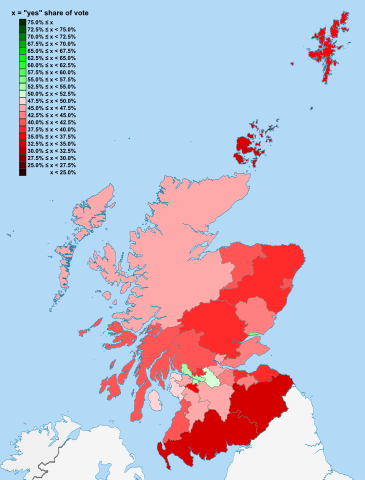 x = "yes" share of vote
75.0% ≤ x
72.5% ≤ x < 75.0%
70.0% ≤ x < 72.5%
67.5% ≤ x < 70.0%
65.0% ≤ x < 67.5%
62.5% ≤ x < 65.0%
60.0% ≤ x < 62.5%
57.5% ≤ x < 60.0%
55.0% ≤ x < 57.5%
52.5% ≤ x < 55.0%
50.0% ≤ x < 52.5%
47.5% ≤ x < 50.0%
45.0% ≤ x < 47.5%
42.5% ≤ x < 45.0%
40.0% ≤ x < 42.5%
37.5% ≤ x < 40.0%
35.0% ≤ x < 37.5%
32.5% ≤ x < 35.0%
30.0% ≤ x < 32.5%
27.5% ≤ x < 30.0%
25.0% ≤ x < 27.5%
x < 25.0%